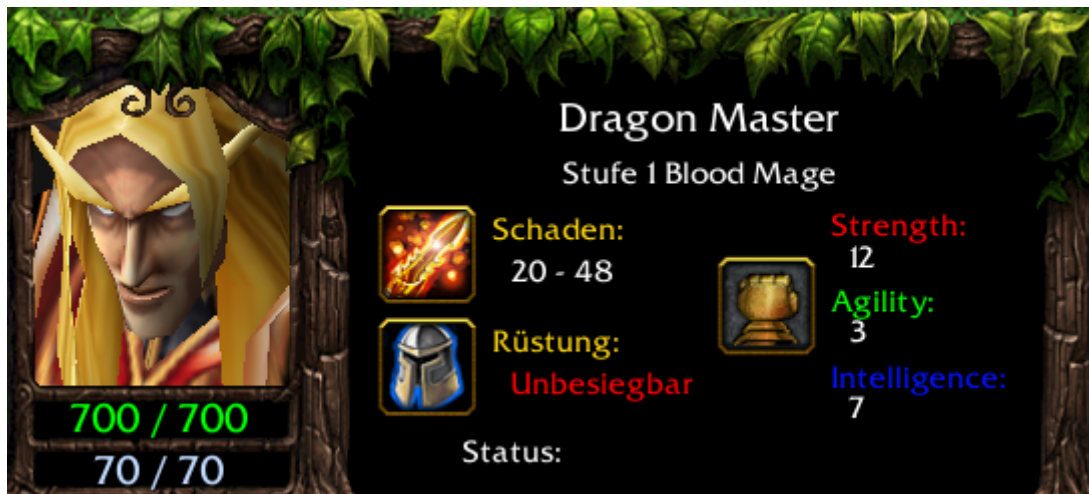 Dragon Master
Stufe 1 Blood Mage
Schaden:
20 - 48
Rüstung:
Unbesiegbar
Strength:
12
Agility:
3
Intelligence:
7
Status:
700 / 700
70 / 70